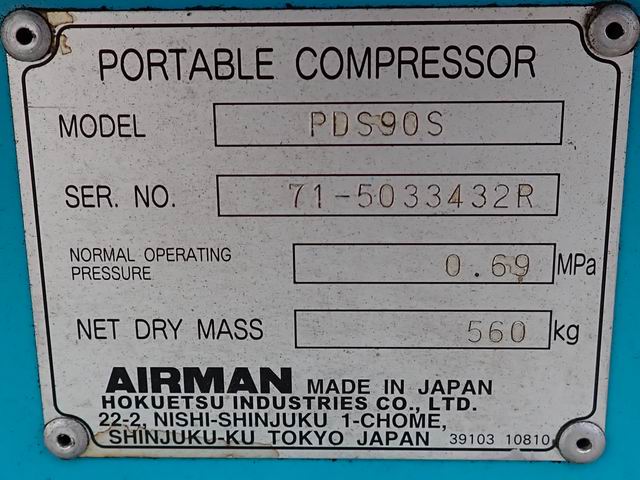 PORTABLE COMPRESSOR
MODEL PDS90S
SER. NO. 71-5033432R
NORMAL OPERATING
PRESSURE 0.69 MPa
NET DRY MASS 560 kg
AIRMAN MADE IN JAPAN
HOKUETSU INDUSTRIES CO., LTD.
22-2, NISHI-SHINJUKU 1-CHOME,
SHINJUKU-KU TOKYO JAPAN 39103 10810